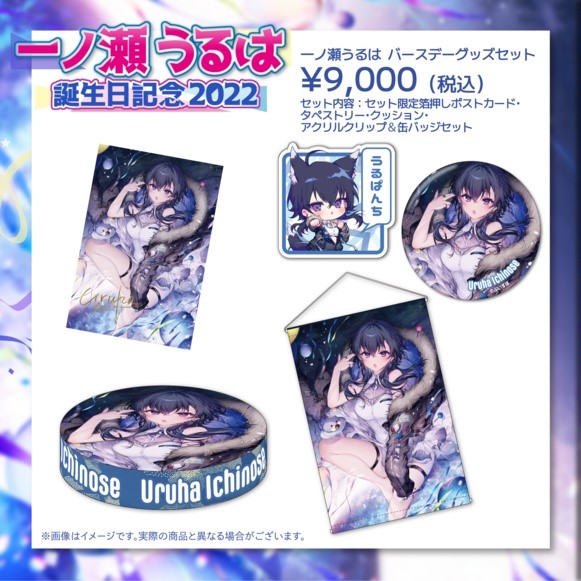 一ノ瀬うるは
誕生日記念2022
一ノ瀬うるは バースデーグッズセット
¥9,000 (税込)
セット内容：セット限定箔押しポストカード・
タペストリー・クッション・
アクリルクリップ＆缶バッジセット
うるぱんち
Uruha Ichinose
Uruha
Ichinose Uruha Ichinose
※画像はイメージです。実際の商品と異なる場合がございます。